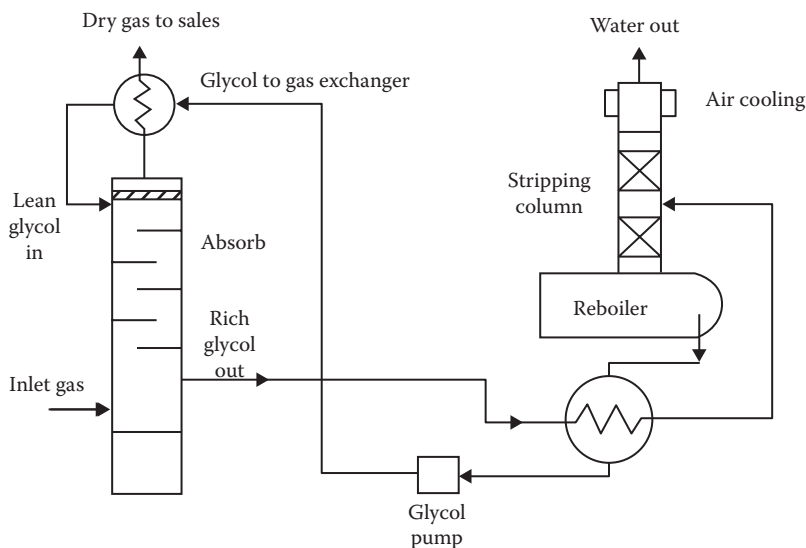 Dry gas to sales
Glycol to gas exchanger
Lean
glycol
in
Absorb
Rich
glycol
out
Inlet gas
Glycol
pump
Water out
Air cooling
Stripping
column
Reboiler